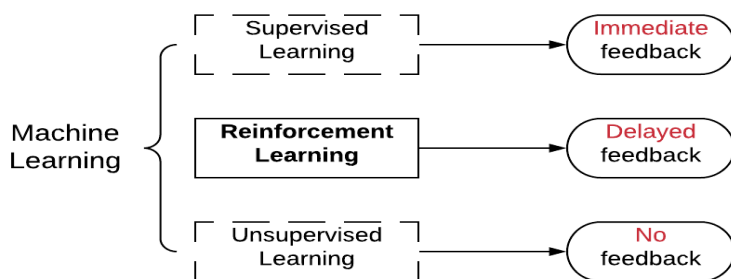 Machine
Learning
Supervised
Learning
Immediate
feedback
Reinforcement
Learning
Delayed
feedback
Unsupervised
Learning
No
feedback